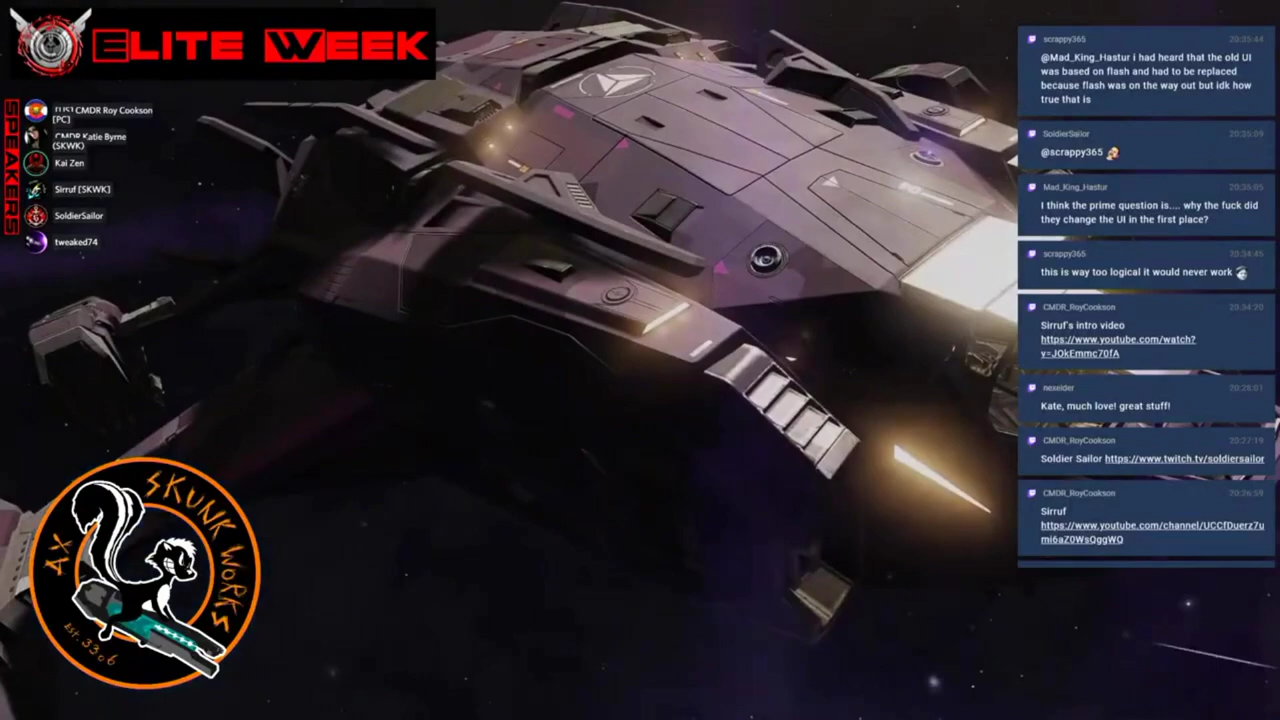 ELITE WEEK
SPEAKERS
[US] CMDR Roy Cookson
[PC]
CMDR Katie Byrne
(SKWK)
Kai Zen
Sirruf [SKWK]
SoldierSailor
tweaked74
scrappy365 20:35:44
@Mad_King_Hastur i had heard that the old UI
was based on flash and had to be replaced
because flash was on the way out but idk how
true that is
SoldierSailor 20:35:09
@scrappy365
Mad_King_Hastur 20:35:05
I think the prime question is.... why the fuck did
they change the UI in the first place?
scrappy365 20:34:45
this is way too logical it would never work
CMDR_RoyCookson 20:34:20
Sirruf's intro video
https://www.youtube.com/watch?
v=JOkEmmc70fA
nexelder 20:28:01
Kate, much love! great stuff!
CMDR_RoyCookson 20:27:19
Soldier Sailor https://www.twitch.tv/soldiersailor
CMDR_RoyCookson 20:26:59
Sirruf
https://www.youtube.com/channel/UCCfDuerz7u
mi6aZ0WsQggWQ
AX SKUNK WORKS
EST. 3306